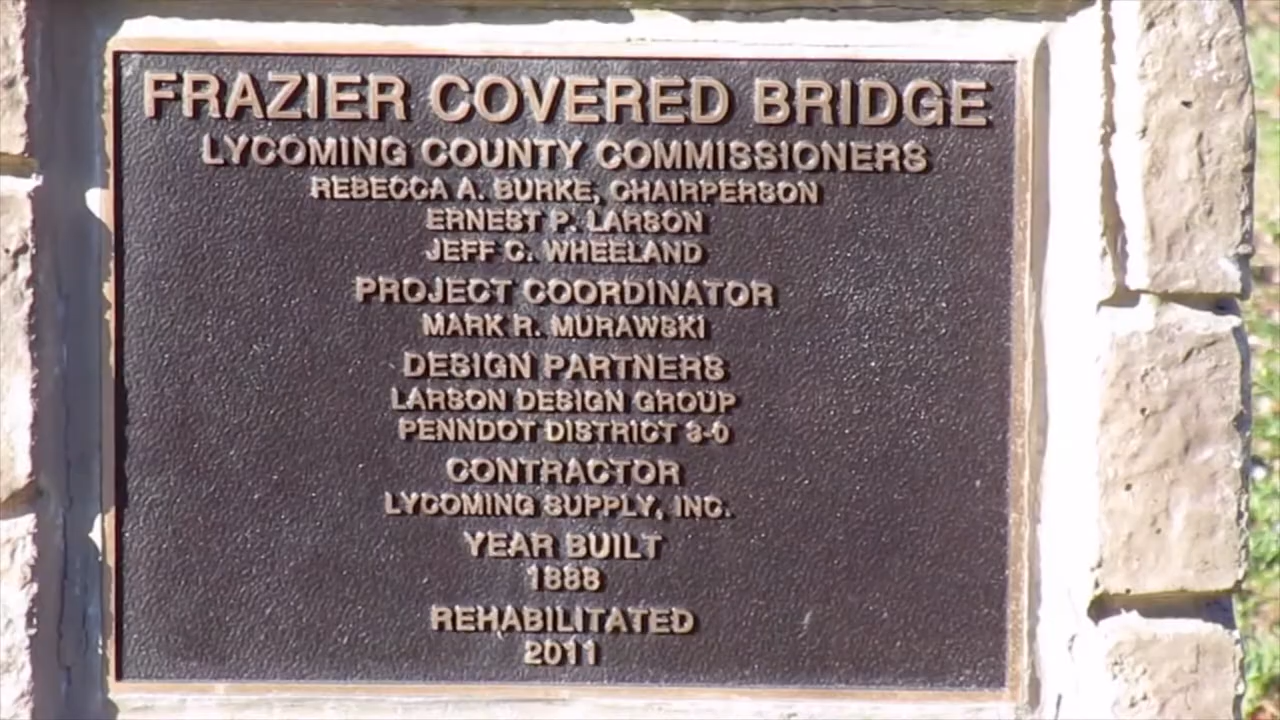 FRAZIER COVERED BRIDGE
LYCOMING COUNTY COMMISSIONERS
REBECCA A. BURKE, CHAIRPERSON
ERNEST P. LARSON
JEFF C. WHEELAND
PROJECT COORDINATOR
MARK R. MURAWSKI
DESIGN PARTNERS
LARSON DESIGN GROUP
PENNDOT DISTRICT 3-0
CONTRACTOR
LYCOMING SUPPLY, INC.
YEAR BUILT
1888
REHABILITATED
2011